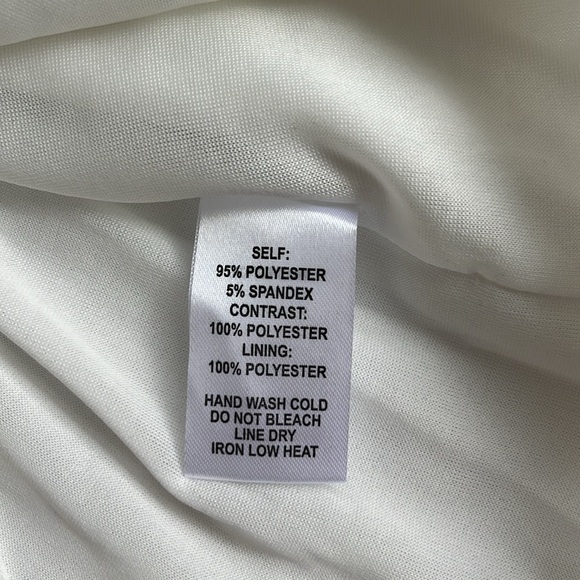 SELF:
95% POLYESTER
5% SPANDEX
CONTRAST:
100% POLYESTER
LINING:
100% POLYESTER
HAND WASH COLD
DO NOT BLEACH
LINE DRY
IRON LOW HEAT